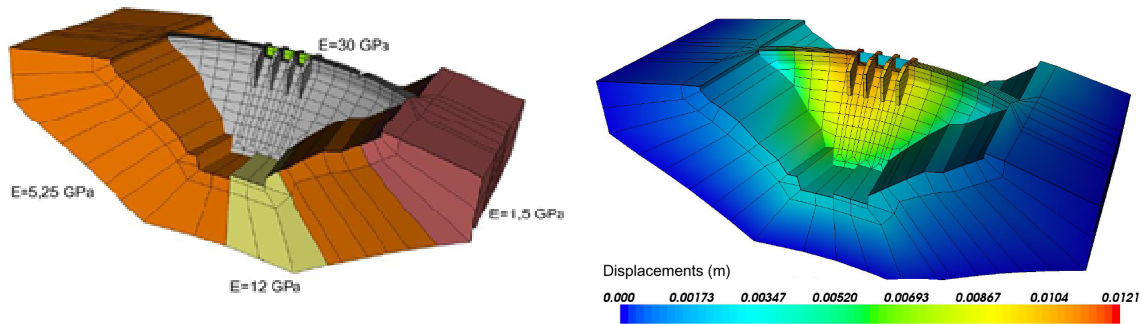 E=30 GPa
E=5,25 GPa
E=1,5 GPa
E=12 GPa
Displacements (m)
0.000 0.00173 0.00347 0.00520 0.00693 0.00867 0.0104 0.0121